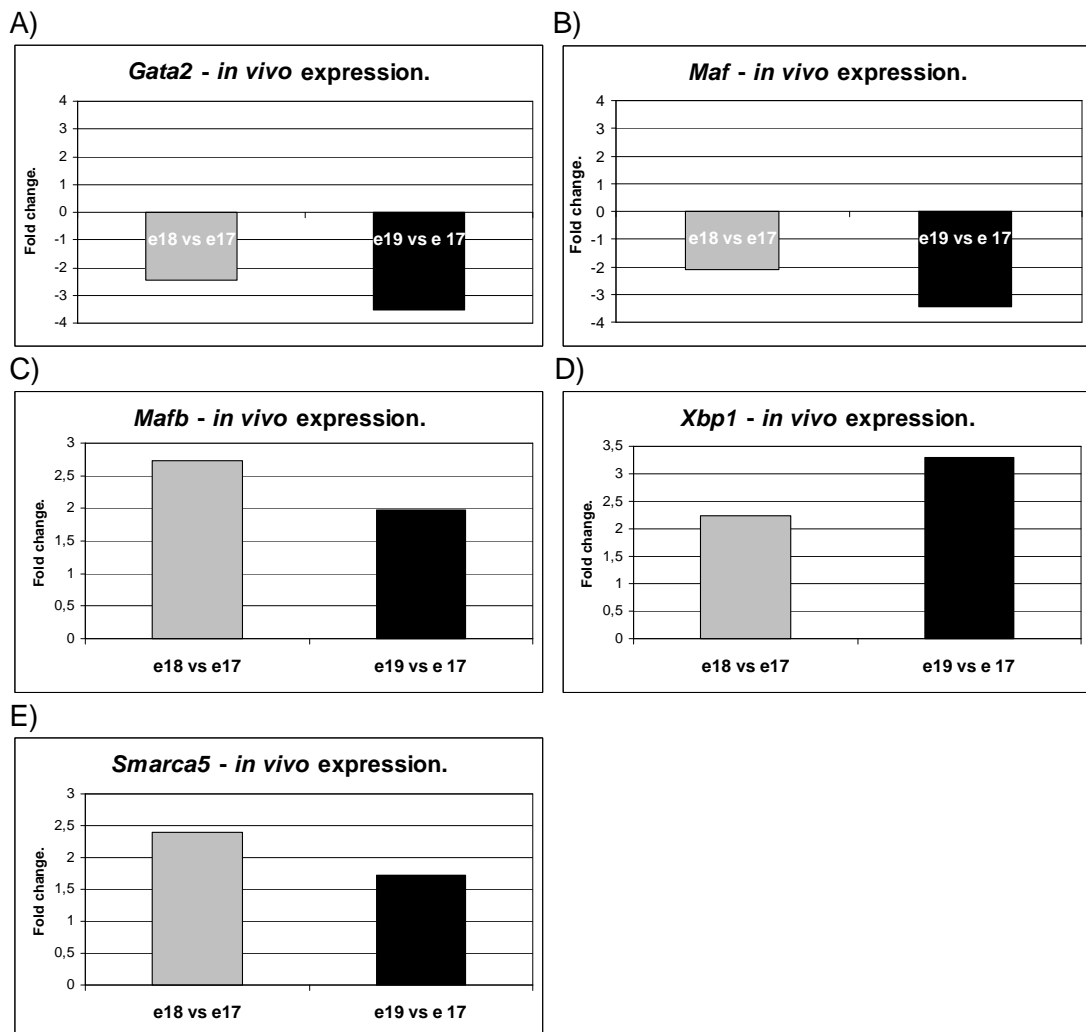 A)
Gata2 - in vivo expression.
Fold change.
4
3
2
1
0
-1
-2
-3
-4
e18 vs e17
e19 vs e 17
B)
Maf - in vivo expression.
Fold change.
4
3
2
1
0
-1
-2
-3
-4
e18 vs e17
e19 vs e 17
C)
Mafb - in vivo expression.
Fold change.
3
2,5
2
1,5
1
0,5
0
e18 vs e17
e19 vs e 17
D)
Xbp1 - in vivo expression.
Fold change.
3,5
3
2,5
2
1,5
1
0,5
0
e18 vs e17
e19 vs e 17
E)
Smarca5 - in vivo expression.
Fold change.
3
2,5
2
1,5
1
0,5
0
e18 vs e17
e19 vs e 17